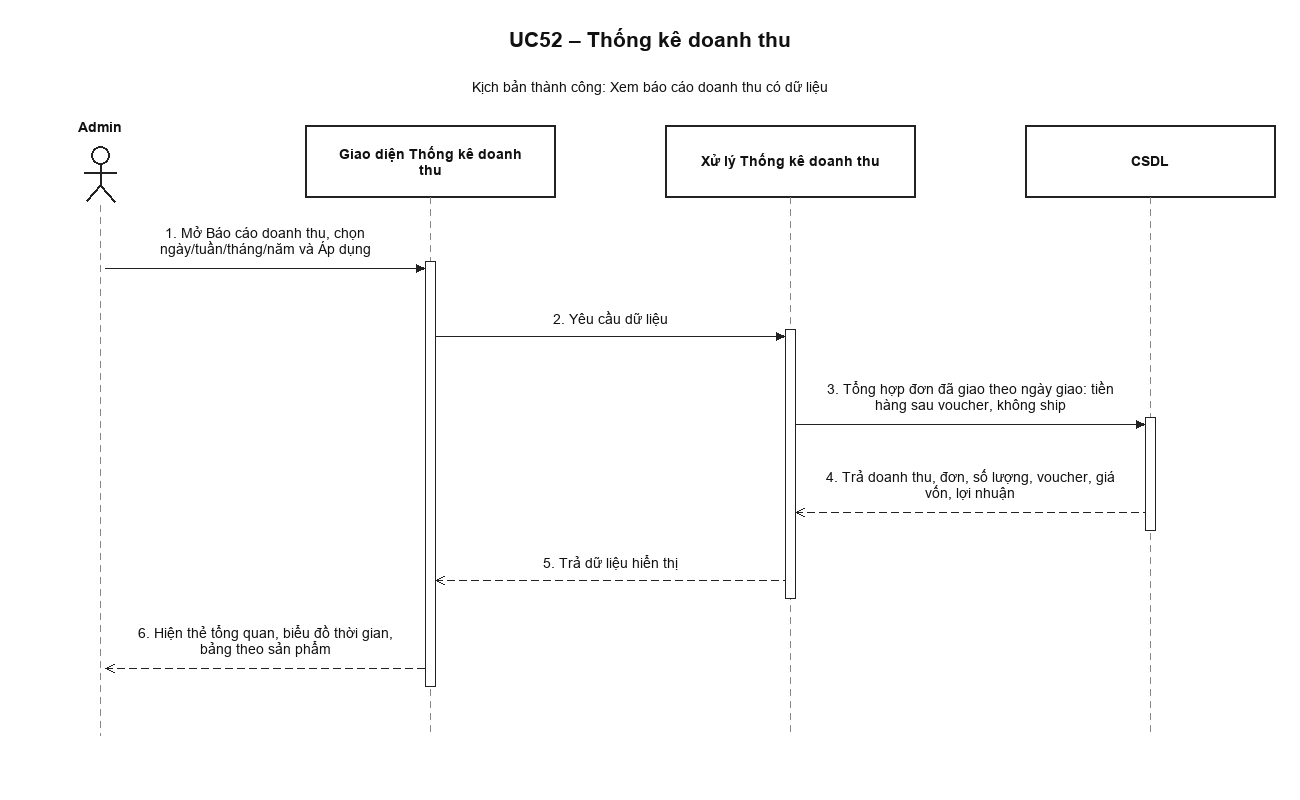 UC52 – Thống kê doanh thu
Kịch bản thành công: Xem báo cáo doanh thu có dữ liệu
Admin
Giao diện Thống kê doanh
thu
Xử lý Thống kê doanh thu
CSDL
1. Mở Báo cáo doanh thu, chọn
ngày/tuần/tháng/năm và Áp dụng
2. Yêu cầu dữ liệu
3. Tổng hợp đơn đã giao theo ngày giao: tiền
hàng sau voucher, không ship
4. Trả doanh thu, đơn, số lượng, voucher, giá
vốn, lợi nhuận
5. Trả dữ liệu hiển thị
6. Hiện thẻ tổng quan, biểu đồ thời gian,
bảng theo sản phẩm